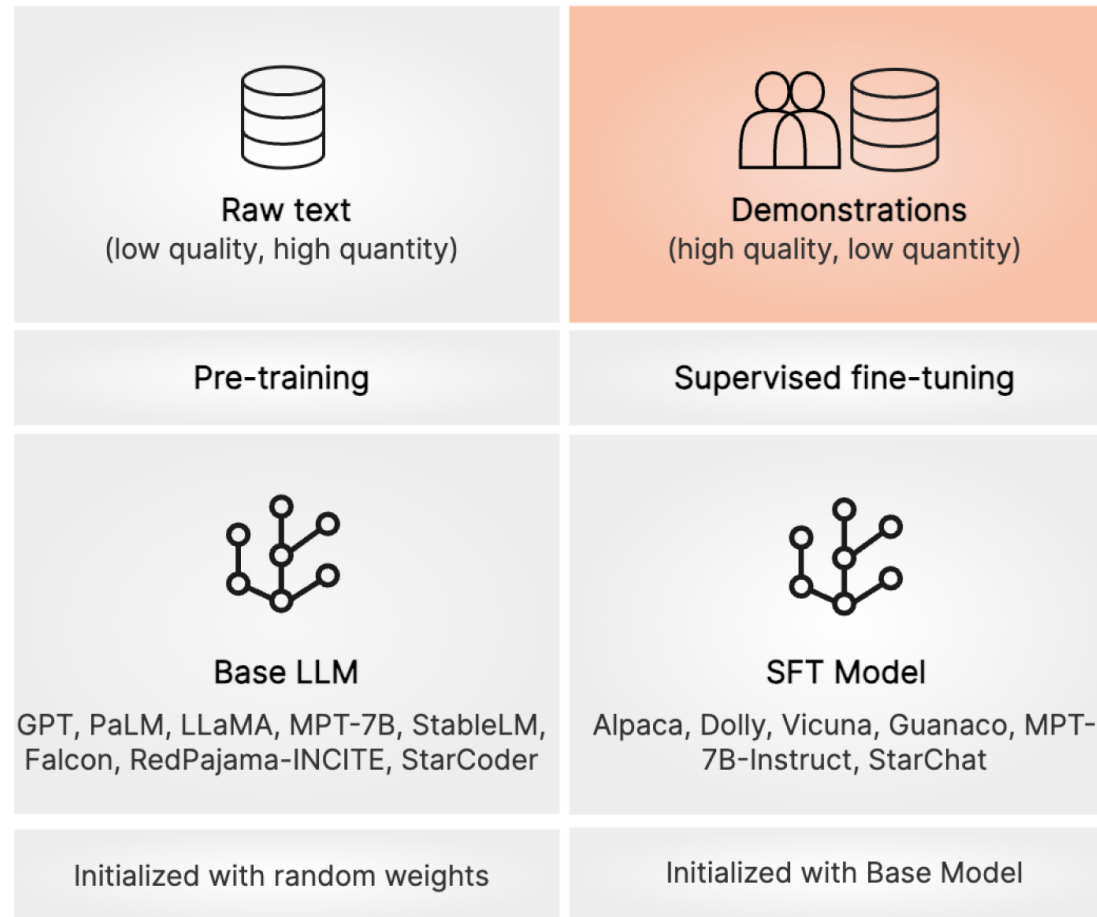 Raw text
(low quality, high quantity)
Demonstrations
(high quality, low quantity)
Pre-training
Supervised fine-tuning
Base LLM
GPT, PaLM, LLaMA, MPT-7B, StableLM,
Falcon, RedPajama-INCITE, StarCoder
SFT Model
Alpaca, Dolly, Vicuna, Guanaco, MPT-
7B-Instruct, StarChat
Initialized with random weights
Initialized with Base Model